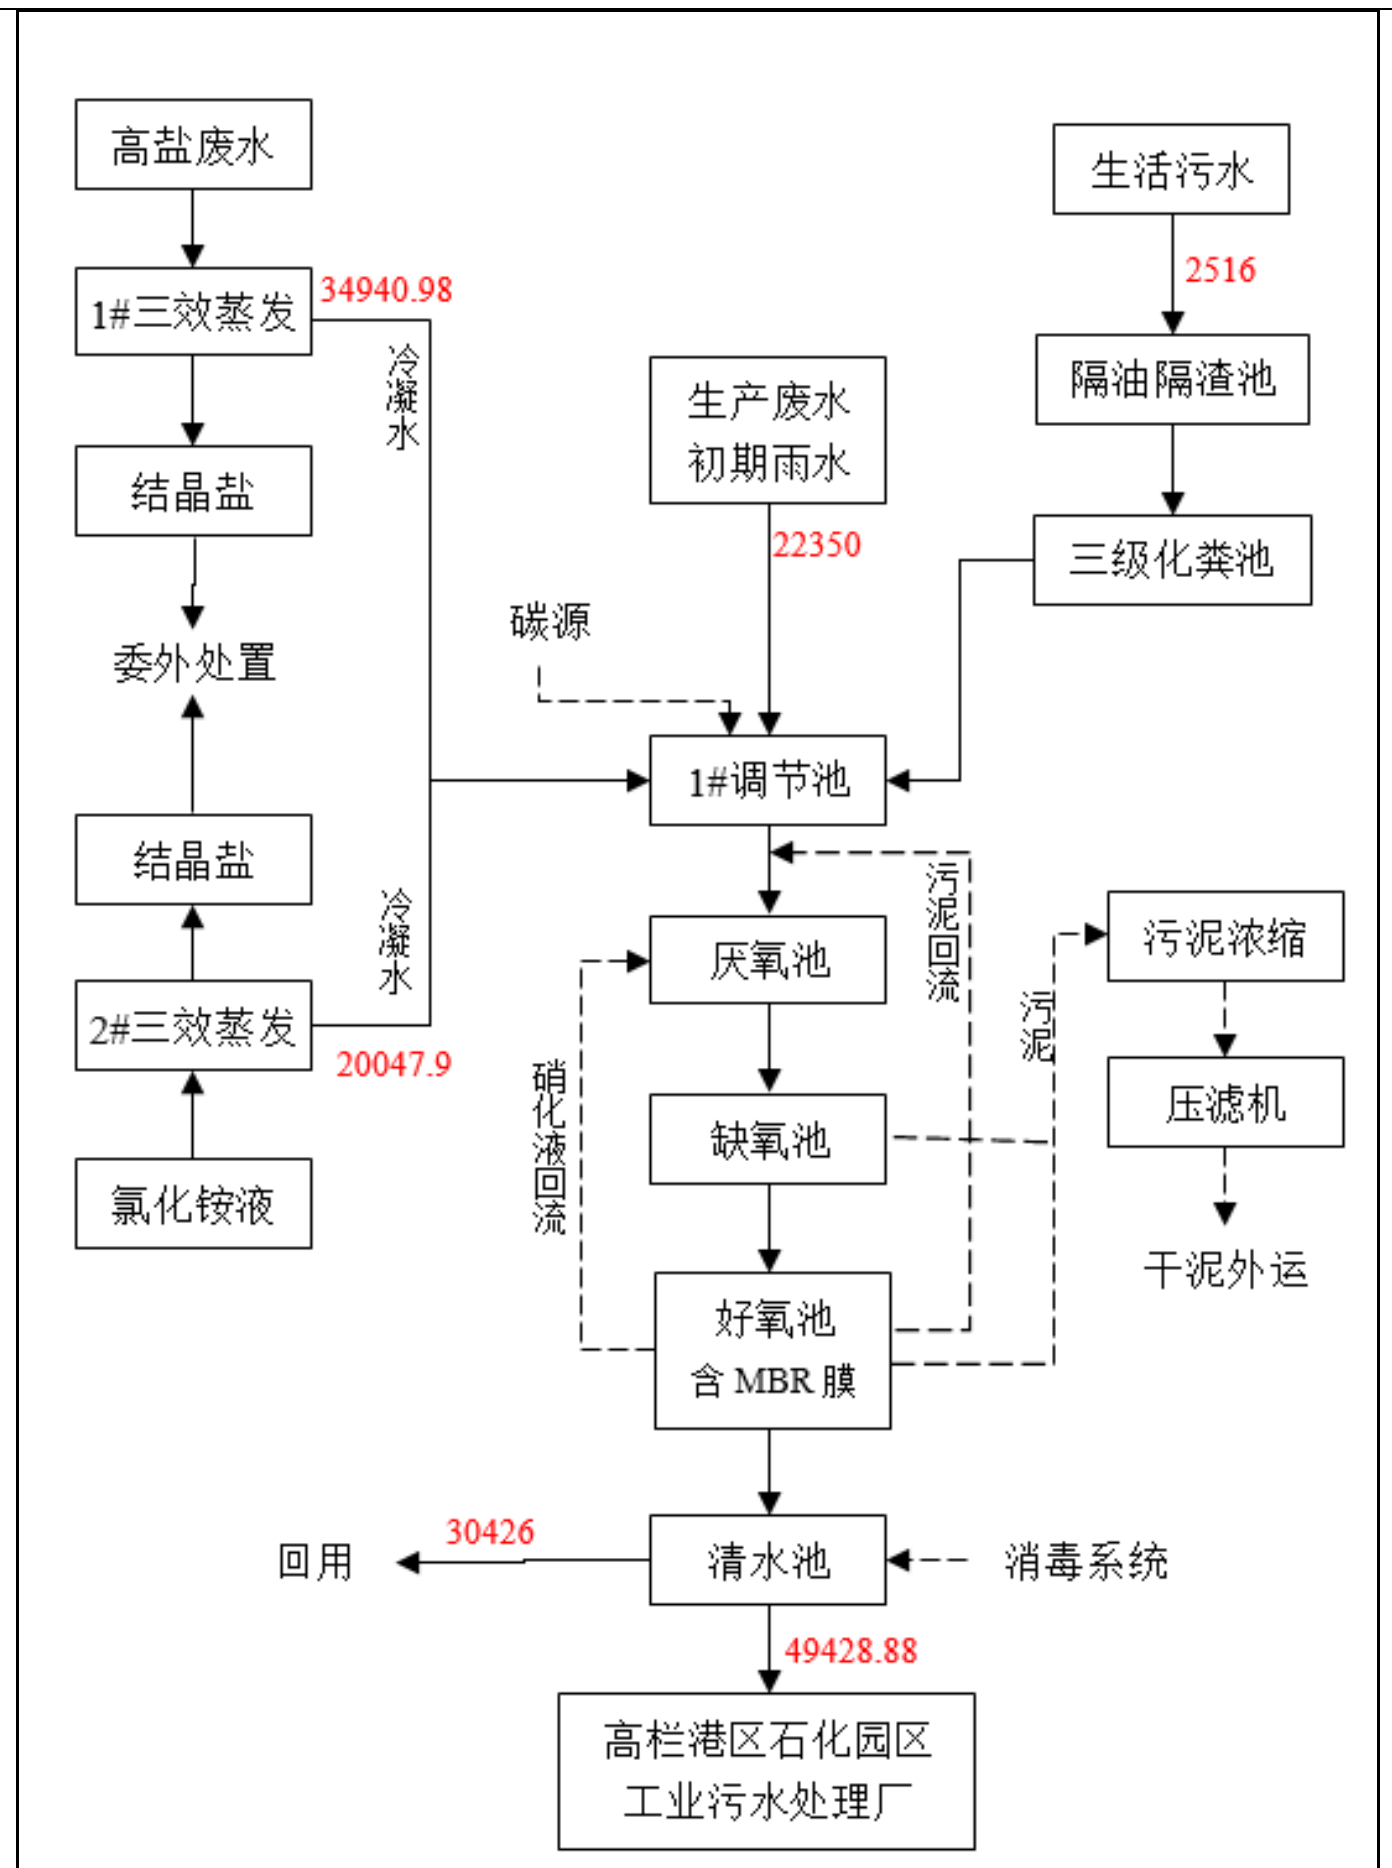 高盐废水
生活污水
2516
1#三效蒸发
34940.98
冷凝水
生产废水
初期雨水
隔油隔渣池
结晶盐
22350
三级化粪池
碳源
委外处置
1#调节池
结晶盐
冷凝水
污泥回流
厌氧池
污泥浓缩
污泥
2#三效蒸发
20047.9
硝化液回流
缺氧池
压滤机
氯化铵液
干泥外运
好氧池
含MBR膜
30426
回用
清水池
消毒系统
49428.88
高栏港区石化园区
工业污水处理厂